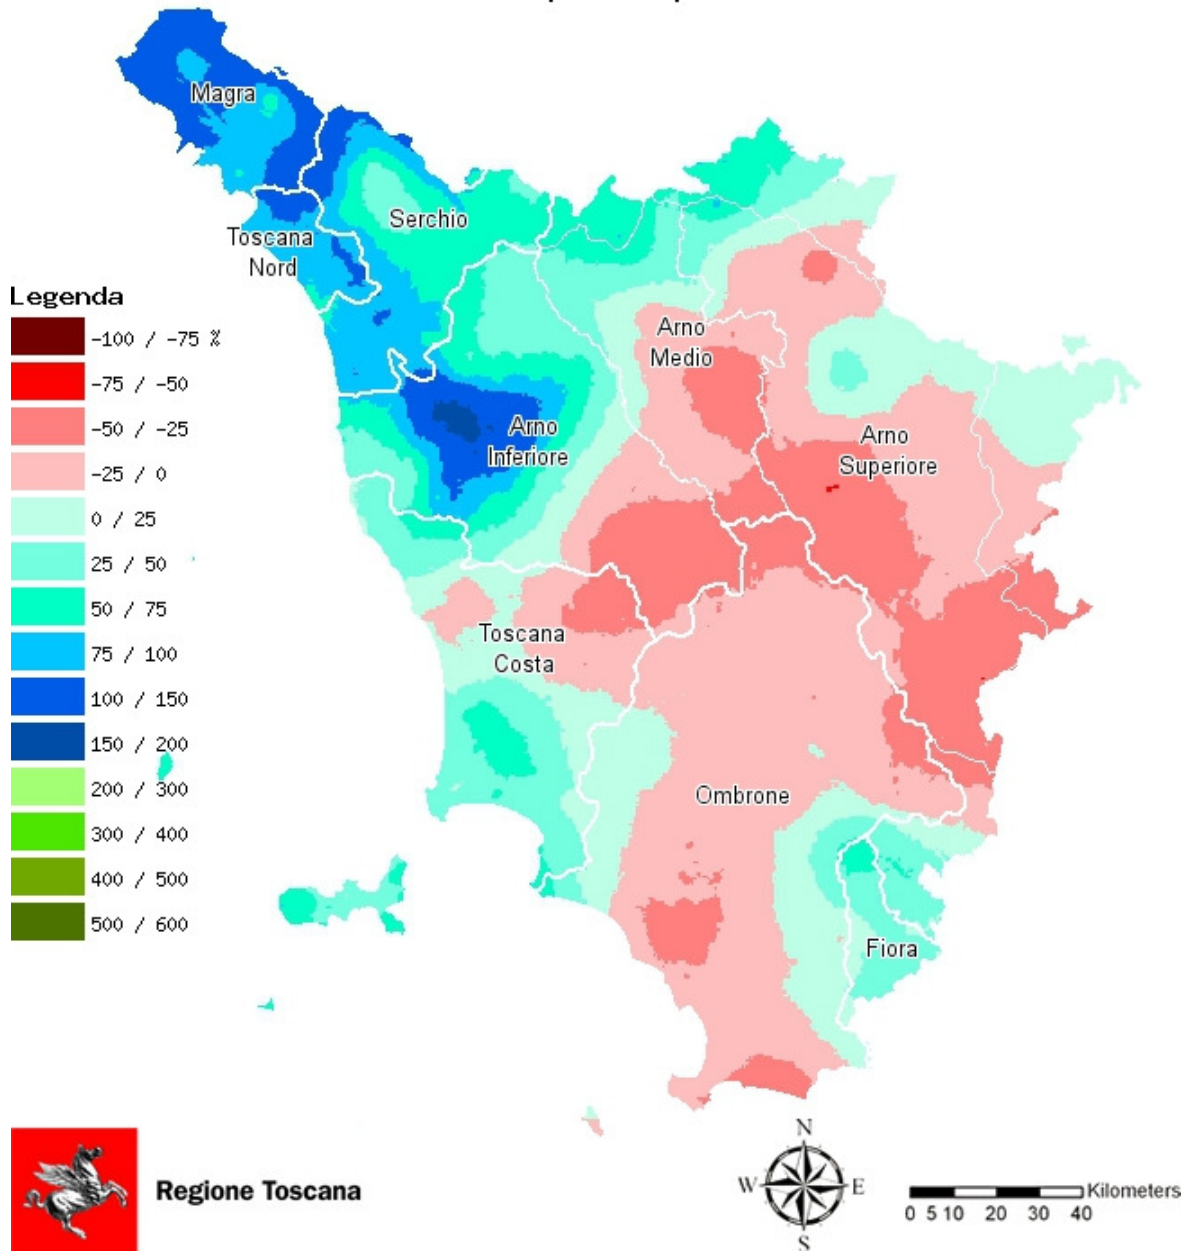 Magra
Serchio
Toscana
Nord
Legenda
-100 / -75 %
-75 / -50
-50 / -25
-25 / 0
0 / 25
25 / 50
50 / 75
75 / 100
100 / 150
150 / 200
200 / 300
300 / 400
400 / 500
500 / 600
Arno
Medio
Arno
Inferiore
Arno
Superiore
Toscana
Costa
Ombrone
Fiora
Regione Toscana
N
W
E
S
Kilometers
0 5 10 20 30 40